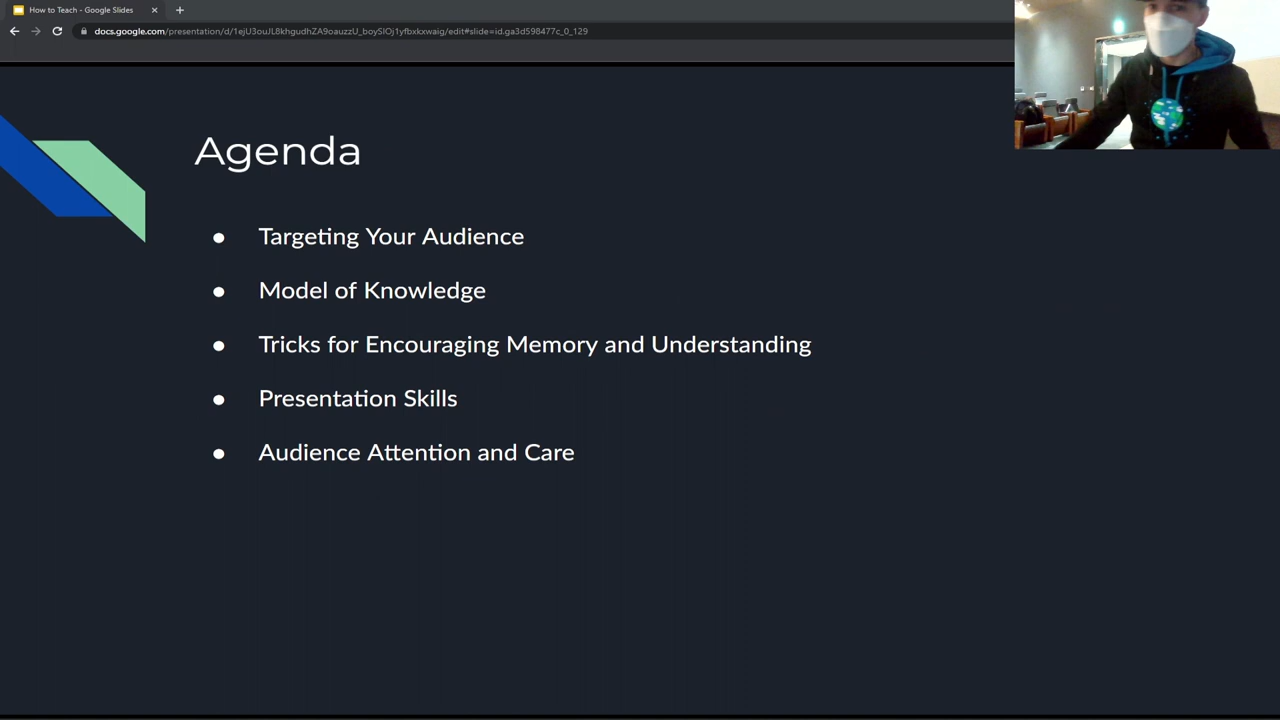 How to Teach - Google Slides
docs.google.com/presentation/d/1ejU3ouJL8khgudhZA9oauzzU_boySIOj1yfbxkxwaig/edit#slide=id.ga3d598477c_0_129
Agenda
● Targeting Your Audience
● Model of Knowledge
● Tricks for Encouraging Memory and Understanding
● Presentation Skills
● Audience Attention and Care